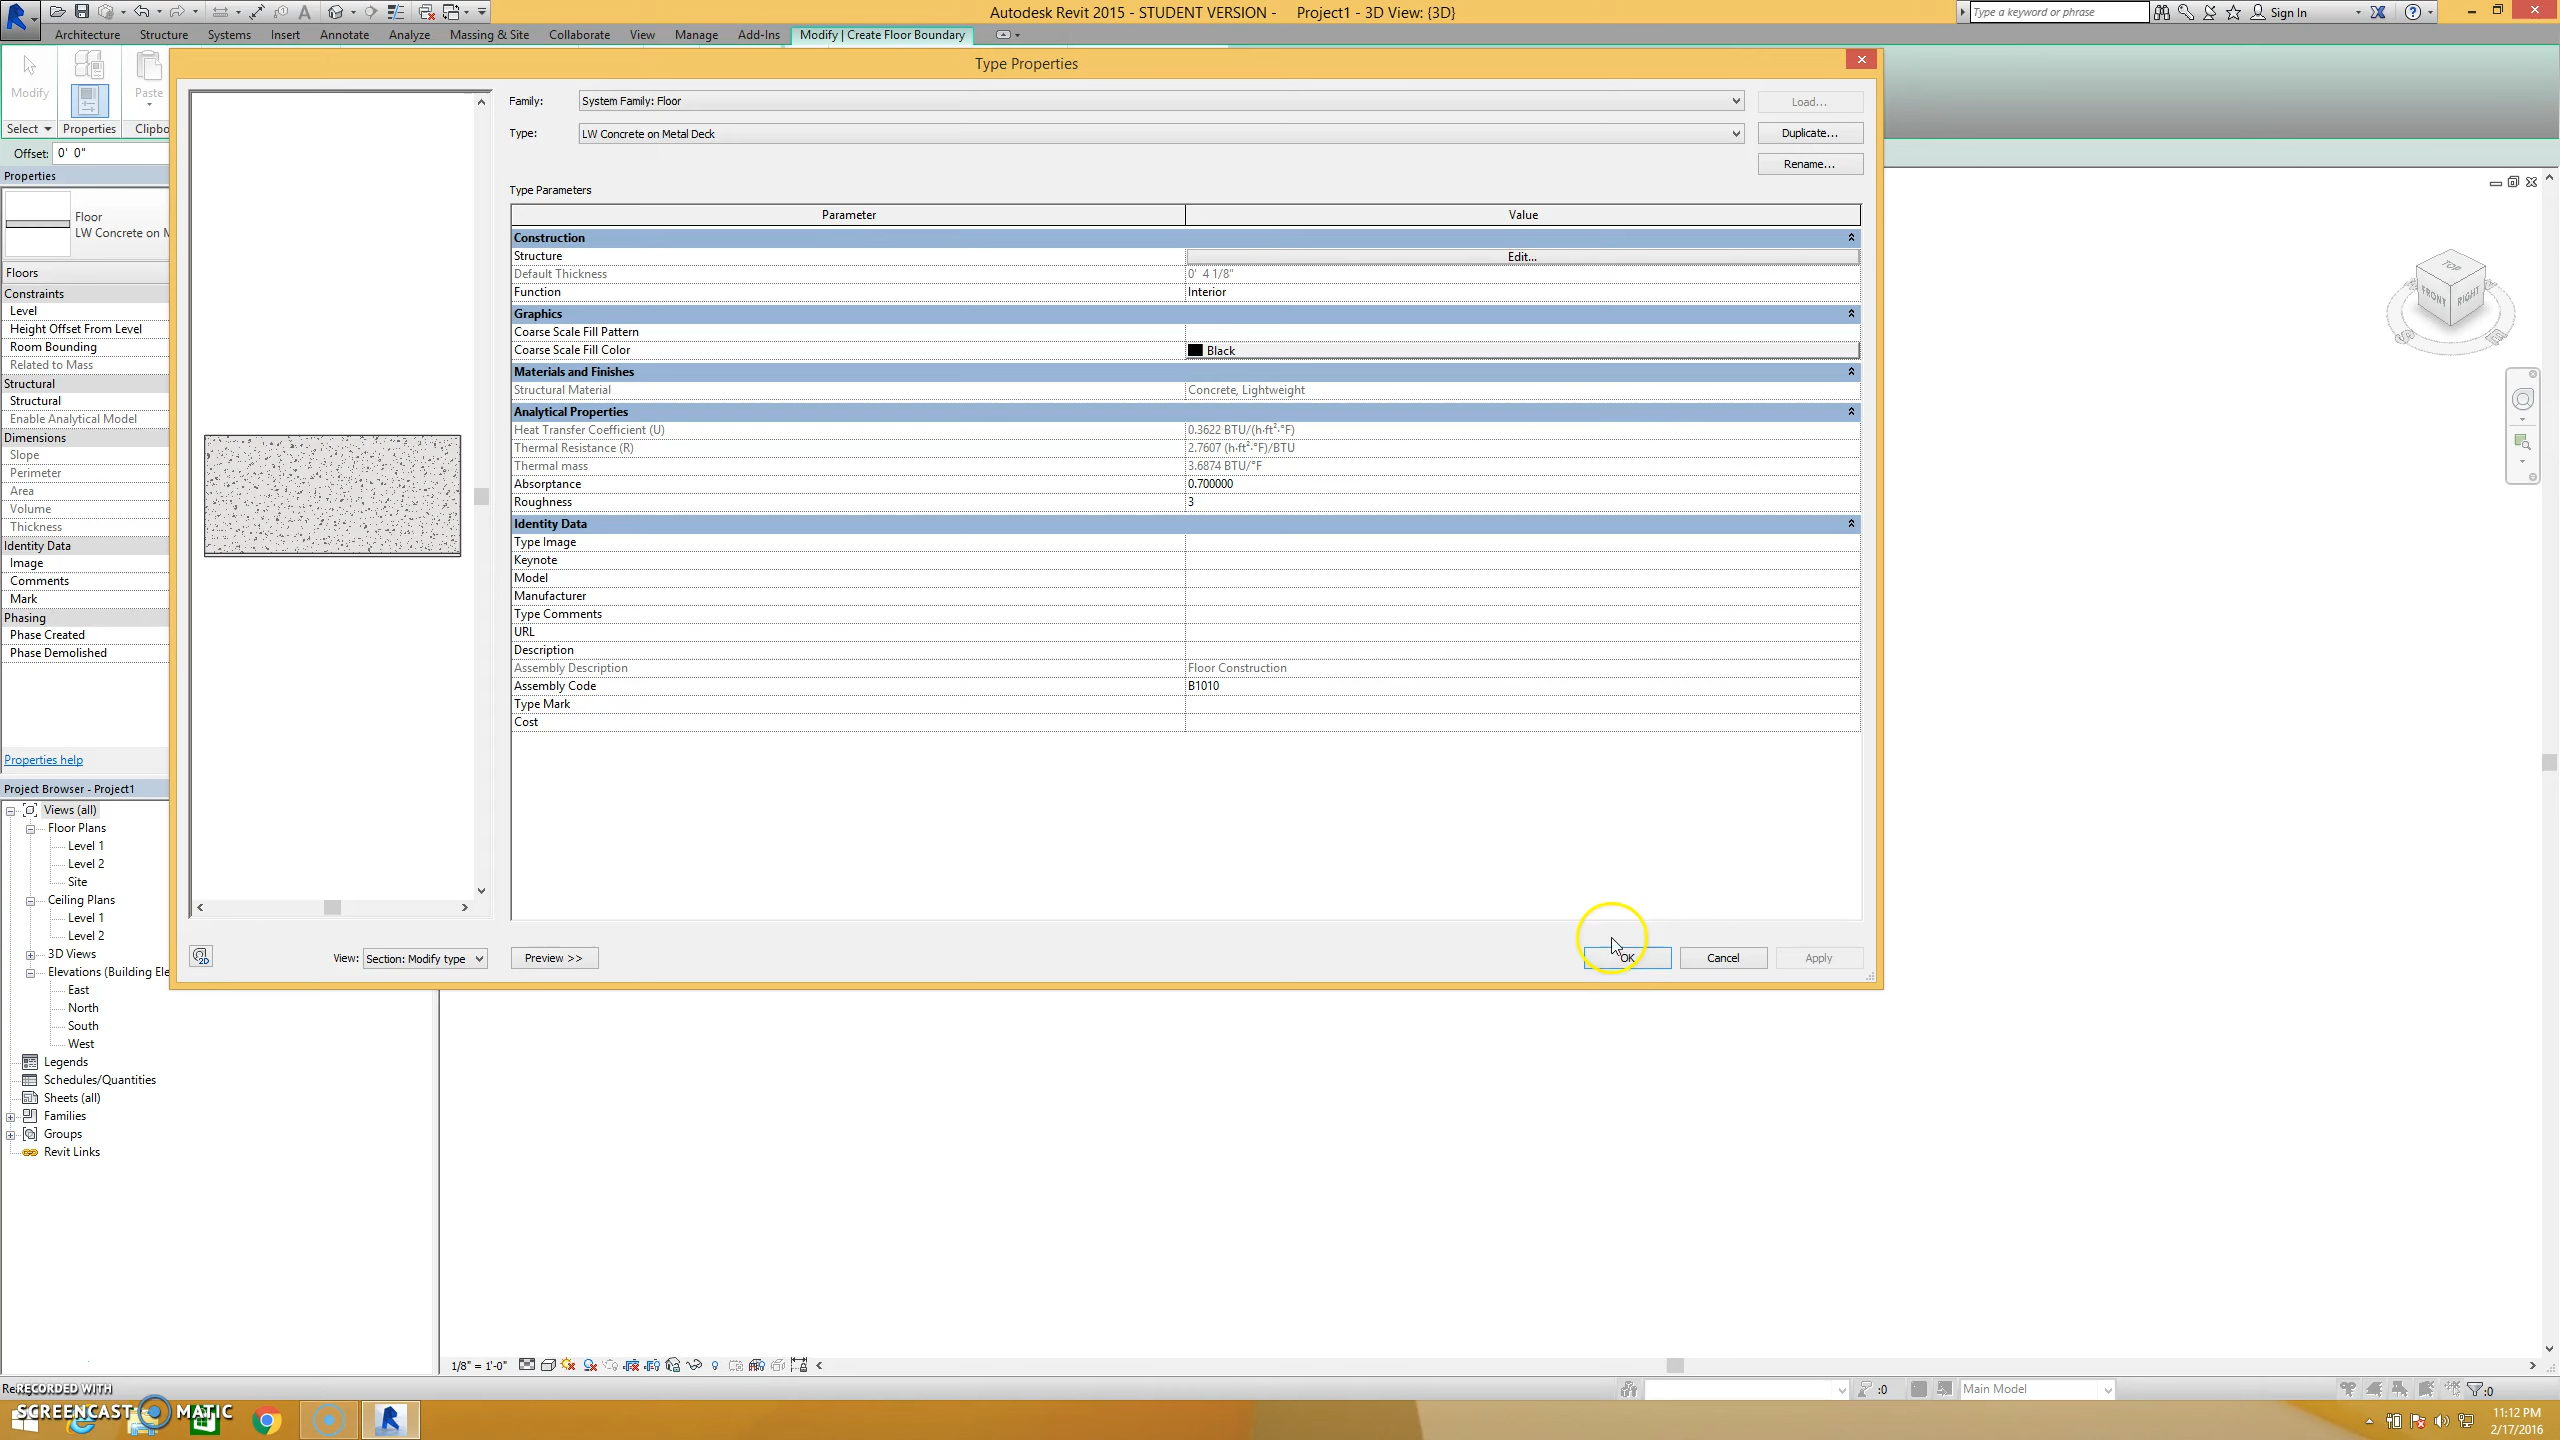 Autodesk Revit 2015 - STUDENT VERSION - Project1 - 3D View: {3D}
Type a keyword or phrase
Sign In
Architecture Structure Systems Insert Annotate Analyze Massing & Site Collaborate View Manage Add-Ins Modify | Create Floor Boundary
Modify
Paste
Select Properties Clipbo
Offset: 0' 0"
Properties
Floor
LW Concrete on M
Floors
Constraints
Level
Height Offset From Level
Room Bounding
Related to Mass
Structural
Structural
Enable Analytical Model
Dimensions
Slope
Perimeter
Area
Volume
Thickness
Identity Data
Image
Comments
Mark
Phasing
Phase Created
Phase Demolished
Properties help
Project Browser - Project1
Views (all)
Floor Plans
Level 1
Level 2
Site
Ceiling Plans
Level 1
Level 2
3D Views
Elevations (Building Ele
East
North
South
West
Legends
Schedules/Quantities
Sheets (all)
Families
Groups
Revit Links
Type Properties
Family: System Family: Floor Load...
Type: LW Concrete on Metal Deck Duplicate...
Rename...
Type Parameters
Parameter Value
Construction
Structure Edit...
Default Thickness 0' 4 1/8"
Function Interior
Graphics
Coarse Scale Fill Pattern
Coarse Scale Fill Color Black
Materials and Finishes
Structural Material Concrete, Lightweight
Analytical Properties
Heat Transfer Coefficient (U) 0.3622 BTU/(h·ft²·°F)
Thermal Resistance (R) 2.7607 (h·ft²·°F)/BTU
Thermal mass 3.6874 BTU/°F
Absorptance 0.700000
Roughness 3
Identity Data
Type Image
Keynote
Model
Manufacturer
Type Comments
URL
Description
Assembly Description Floor Construction
Assembly Code B1010
Type Mark
Cost
View: Section: Modify type Preview >> OK Cancel Apply
TOP
FRONT RIGHT
1/8" = 1'-0"
:0 Main Model :0
RECORDED WITH
SCREENCAST MATIC
11:12 PM
2/17/2016